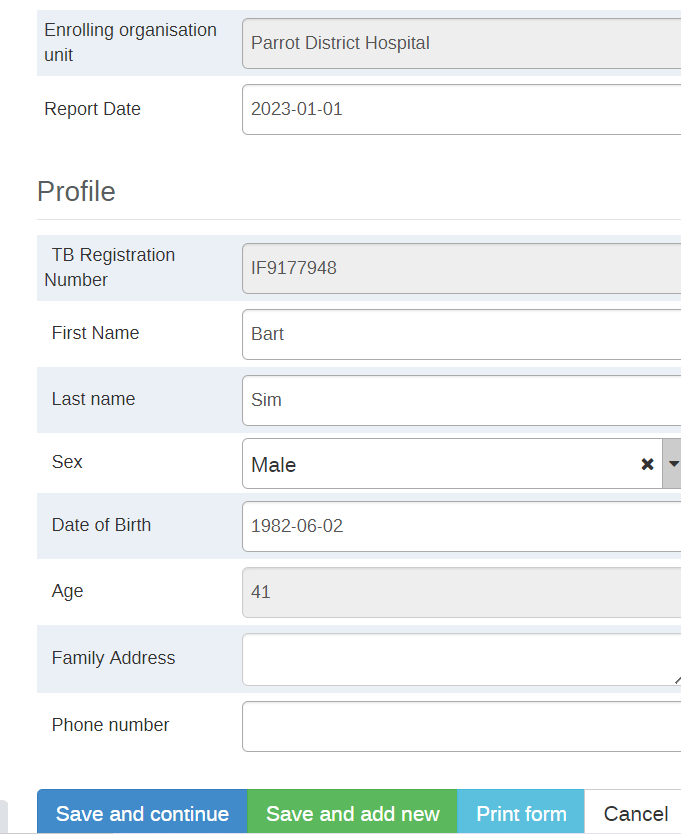 Enrolling organisation
unit
Parrot District Hospital
Report Date
2023-01-01
Profile
TB Registration
Number
IF9177948
First Name
Bart
Last name
Sim
Sex
Male
Date of Birth
1982-06-02
Age
41
Family Address
Phone number
Save and continue
Save and add new
Print form
Cancel